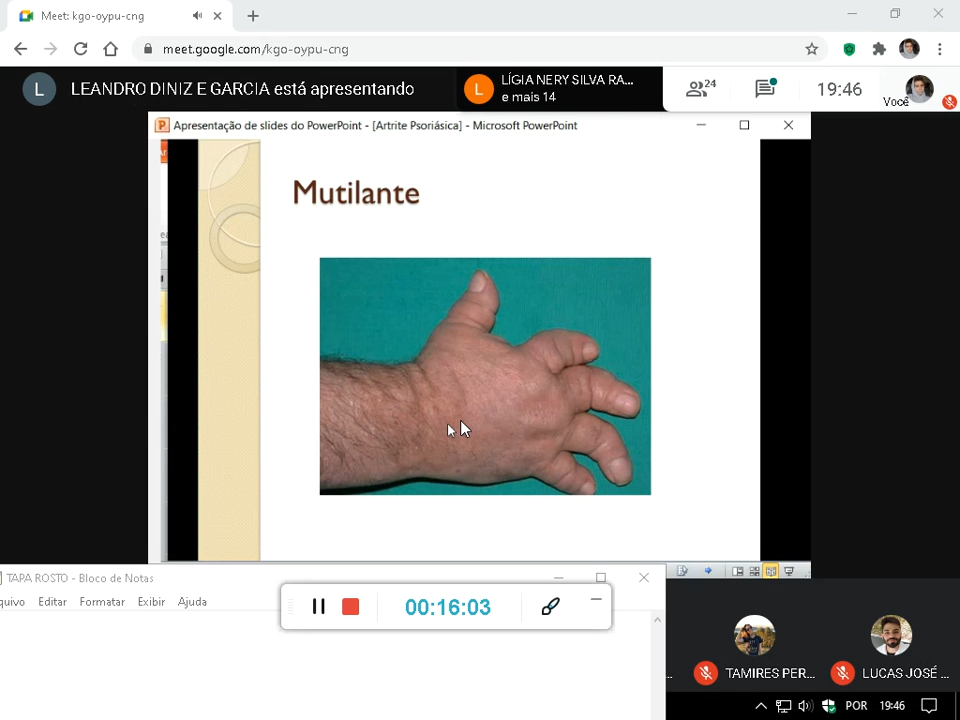 Meet: kgo-oypu-cng
meet.google.com/kgo-oypu-cng
L
LEANDRO DINIZ E GARCIA está apresentando
L
LÍGIA NERY SILVA RA...
e mais 14
24
19:46
Você
Apresentação de slides do PowerPoint - [Artrite Psoriásica] - Microsoft PowerPoint
Mutilante
TAPA ROSTO - Bloco de Notas
quivo Editar Formatar Exibir Ajuda
00:16:03
... TAMIRES PER... LUCAS JOSÉ ...
POR 19:46